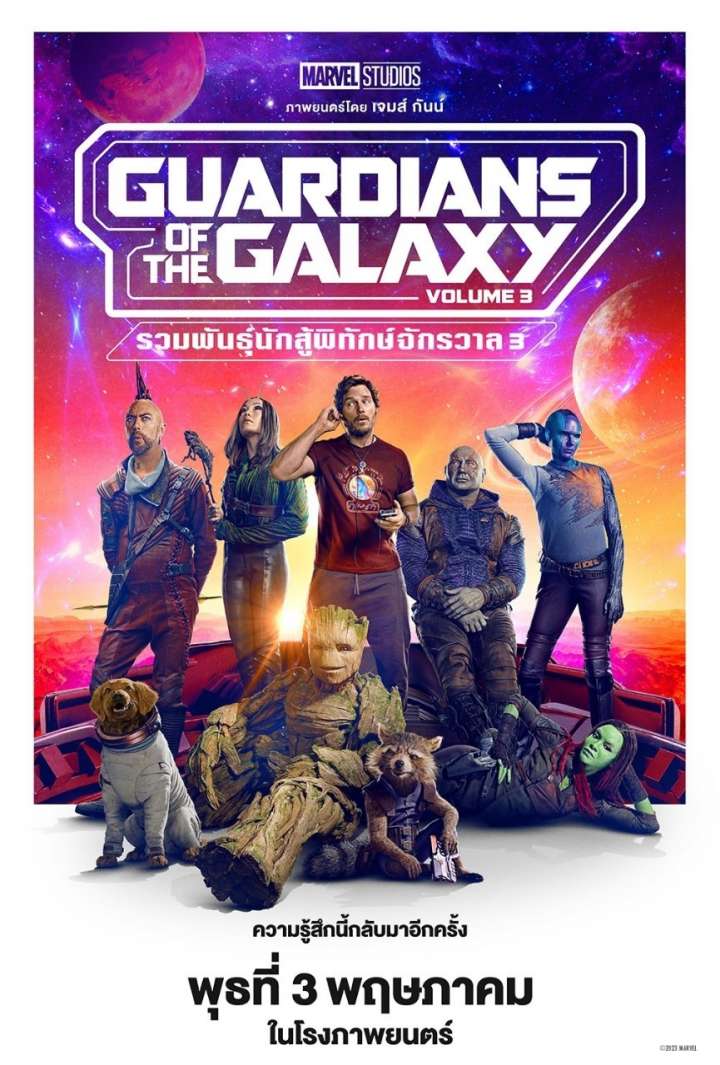 MARVEL STUDIOS
ภาพยนตร์โดย เจมส์ กันน์
GUARDIANS
OF
THE GALAXY
VOLUME 3
รวมพันธุ์นักสู้พิทักษ์จักรวาล 3
ความรู้สึกนี้กลับมาอีกครั้ง
พุธที่ 3 พฤษภาคม
ในโรงภาพยนตร์
©2023 MARVEL